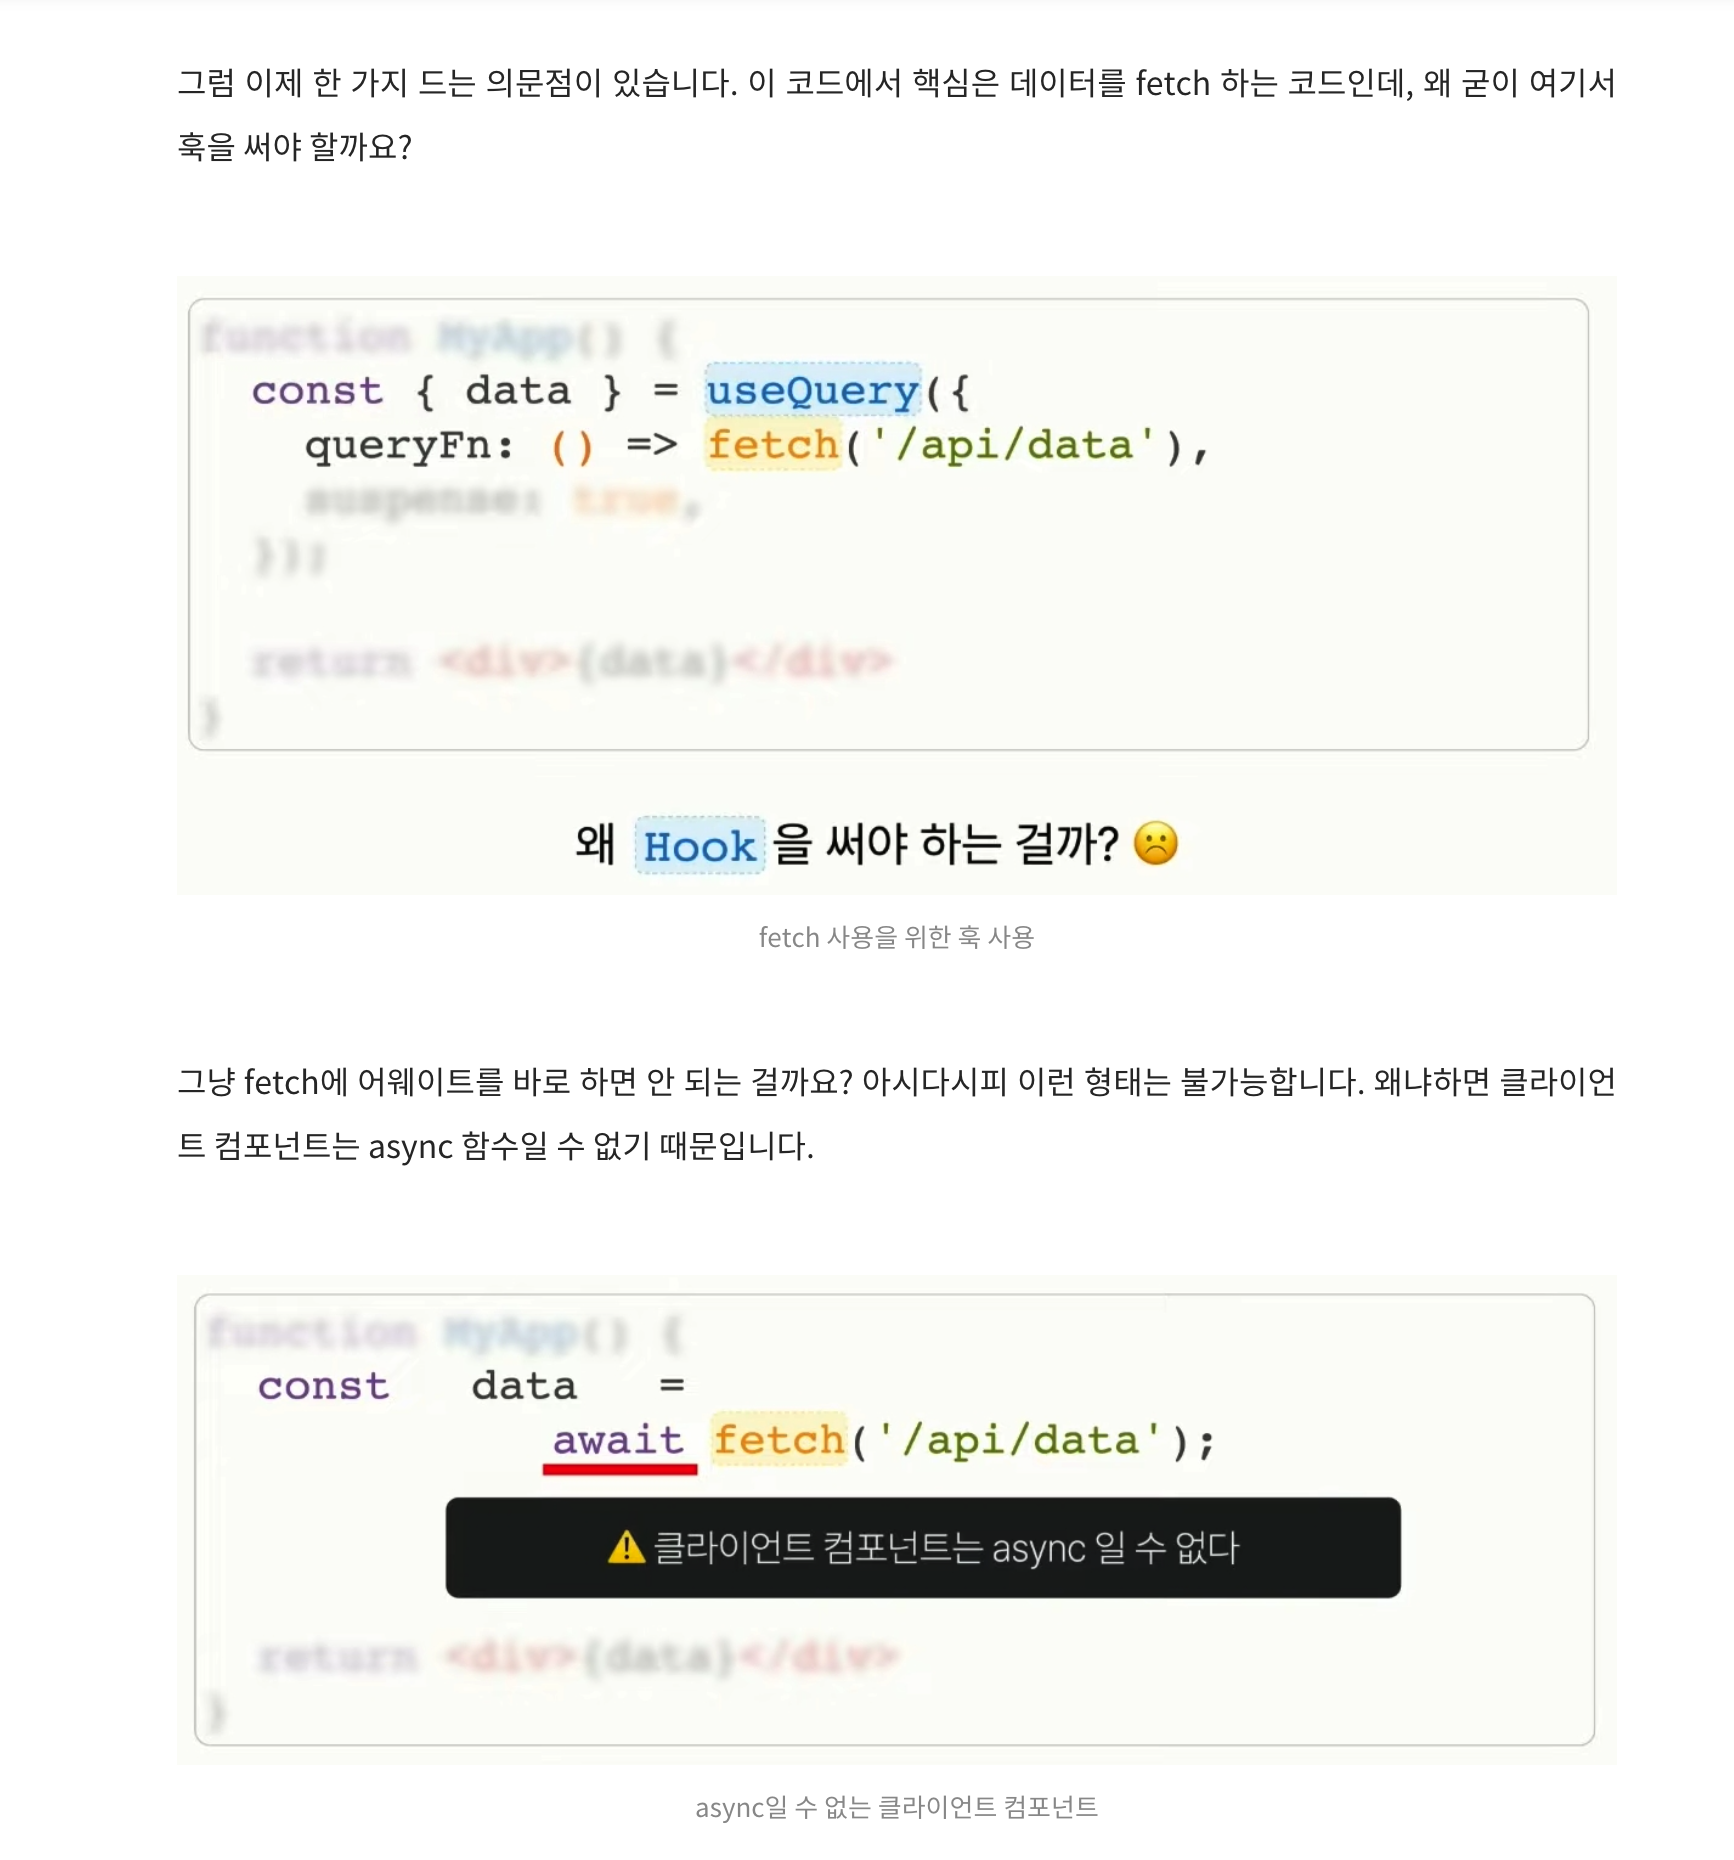 그럼 이제 한 가지 드는 의문점이 있습니다. 이 코드에서 핵심은 데이터를 fetch 하는 코드인데, 왜 굳이 여기서
훅을 써야 할까요?
function MyApp() {
const { data } = useQuery({
queryFn: () => fetch('/api/data'),
suspense: true,
});
return <div>{data}</div>
}
왜 Hook을 써야 하는 걸까? ☹️
fetch 사용을 위한 훅 사용
그냥 fetch에 어웨이트를 바로 하면 안 되는 걸까요? 아시다시피 이런 형태는 불가능합니다. 왜냐하면 클라이언
트 컴포넌트는 async 함수일 수 없기 때문입니다.
function MyApp() {
const data =
await fetch('/api/data');
⚠️ 클라이언트 컴포넌트는 async 일 수 없다
return <div>{data}</div>
}
async일 수 없는 클라이언트 컴포넌트